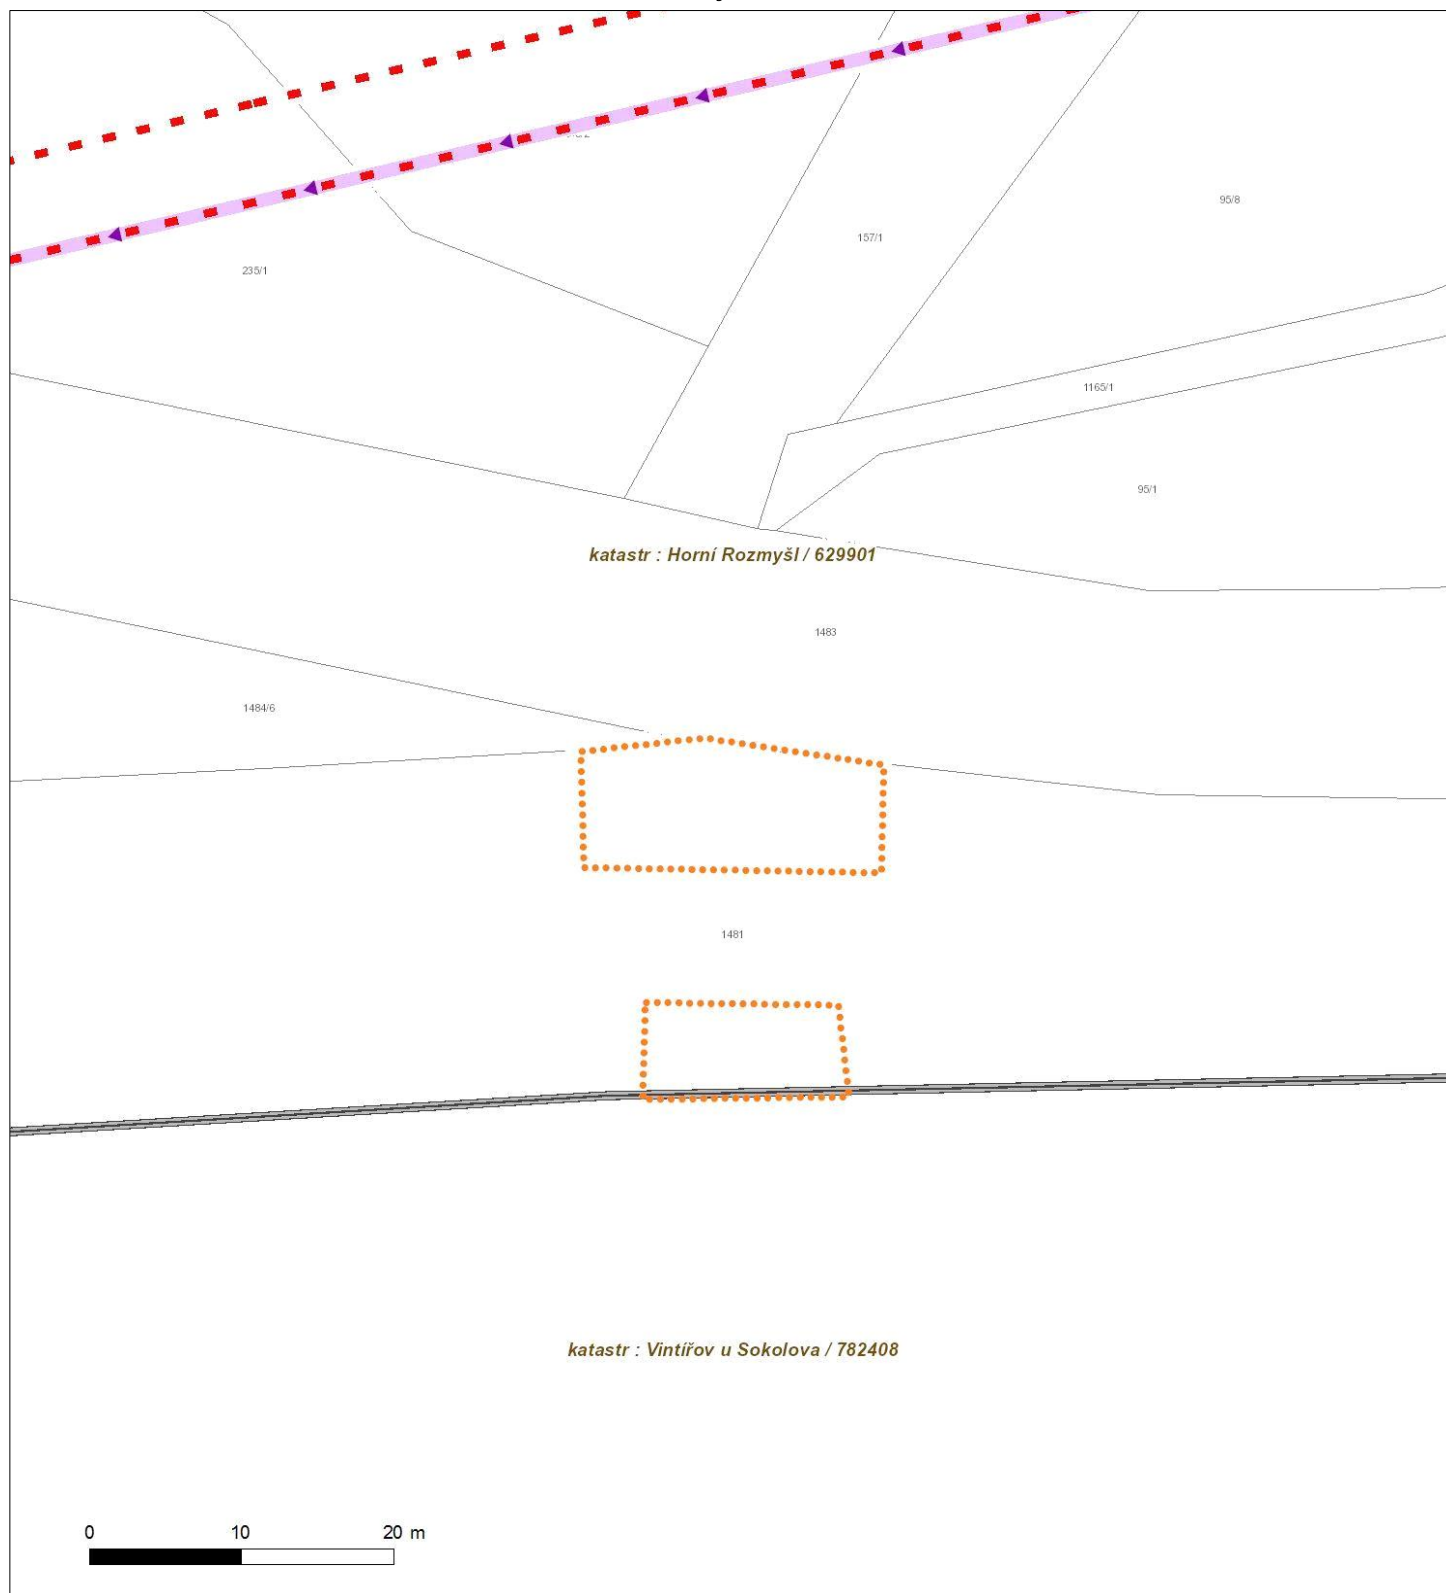 95/8
157/1
235/1
1165/1
95/1
katastr : Horní Rozmyšl / 629901
1483
1484/6
1481
katastr : Vintířov u Sokolova / 782408
0 10 20 m